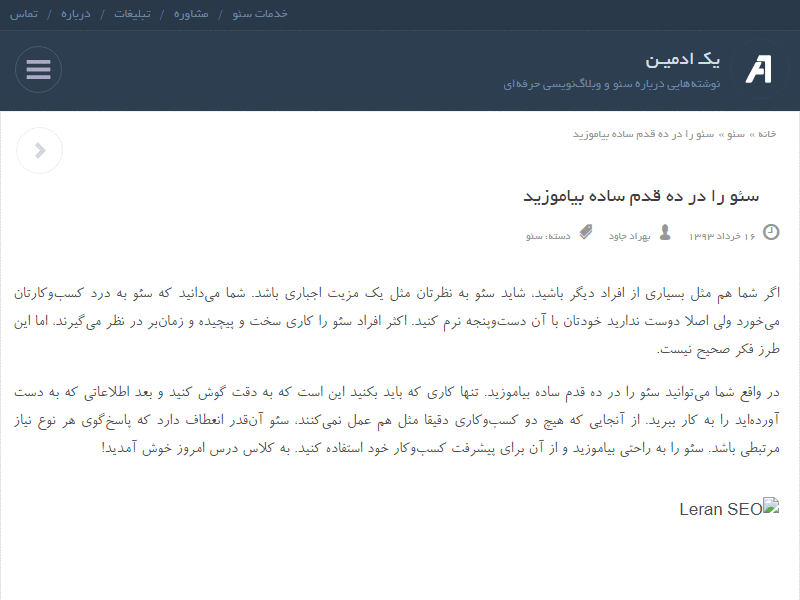 خدمات سئو / مشاوره / تبلیغات / درباره / تماس
یک ادمین
نوشته‌هایی درباره سئو و وبلاگ‌نویسی حرفه‌ای
خانه » سئو » سئو را در ده قدم ساده بیاموزید
سئو را در ده قدم ساده بیاموزید
۱۶ خرداد ۱۳۹۳ بهراد جاود دسته: سئو
اگر شما هم مثل بسیاری از افراد دیگر باشید، شاید سئو به نظرتان مثل یک مزیت اجباری باشد. شما می‌دانید که سئو به درد کسب‌وکارتان
می‌خورد ولی اصلا دوست ندارید خودتان با آن دست‌وپنجه نرم کنید. اکثر افراد سئو را کاری سخت و پیچیده و زمان‌بر در نظر می‌گیرند، اما این
طرز فکر صحیح نیست.
در واقع شما می‌توانید سئو را در ده قدم ساده بیاموزید. تنها کاری که باید بکنید این است که به دقت گوش کنید و بعد اطلاعاتی که به دست
آورده‌اید را به کار ببرید. از آنجایی که هیچ دو کسب‌وکاری دقیقا مثل هم عمل نمی‌کنند، سئو آن‌قدر انعطاف دارد که پاسخ‌گوی هر نوع نیاز
مرتبطی باشد. سئو را به راحتی بیاموزید و از آن برای پیشرفت کسب‌وکار خود استفاده کنید. به کلاس درس امروز خوش آمدید!
Leran SEO